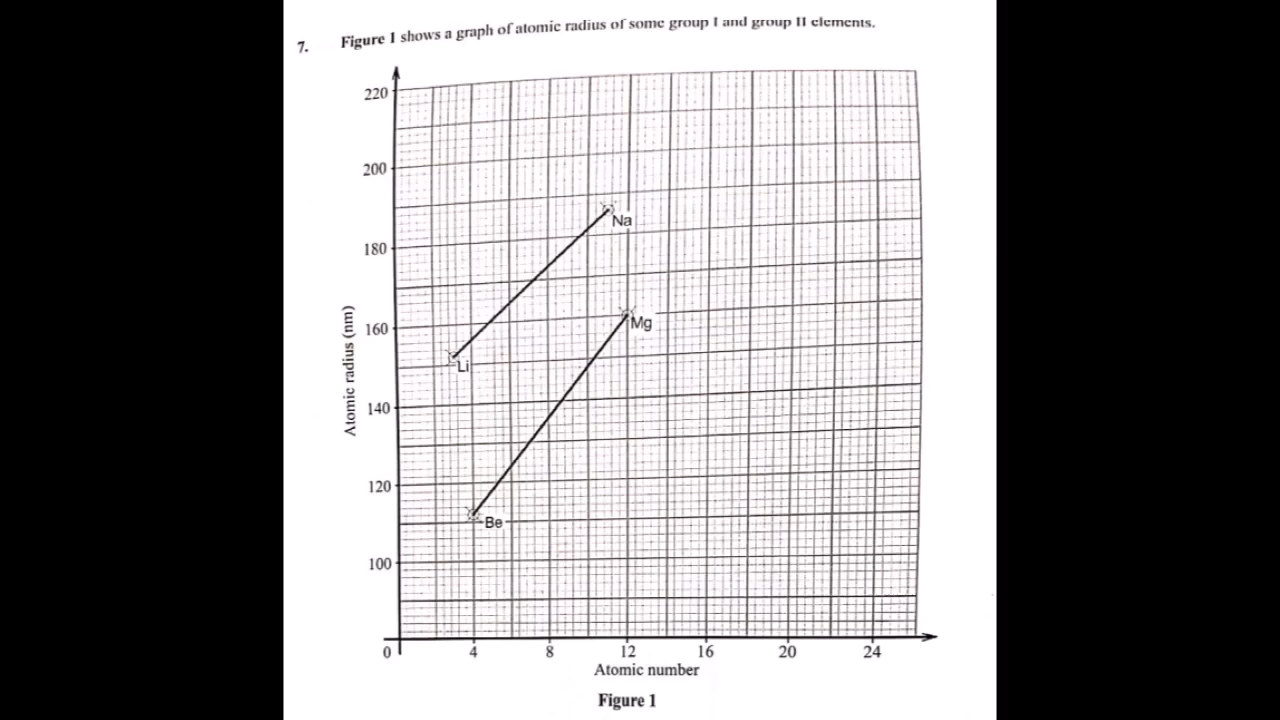 7. Figure 1 shows a graph of atomic radius of some group I and group II elements.
220
200
Na
180
160
Mg
Li
Atomic radius (nm)
140
120
Be
100
0 4 8 12 16 20 24
Atomic number
Figure 1